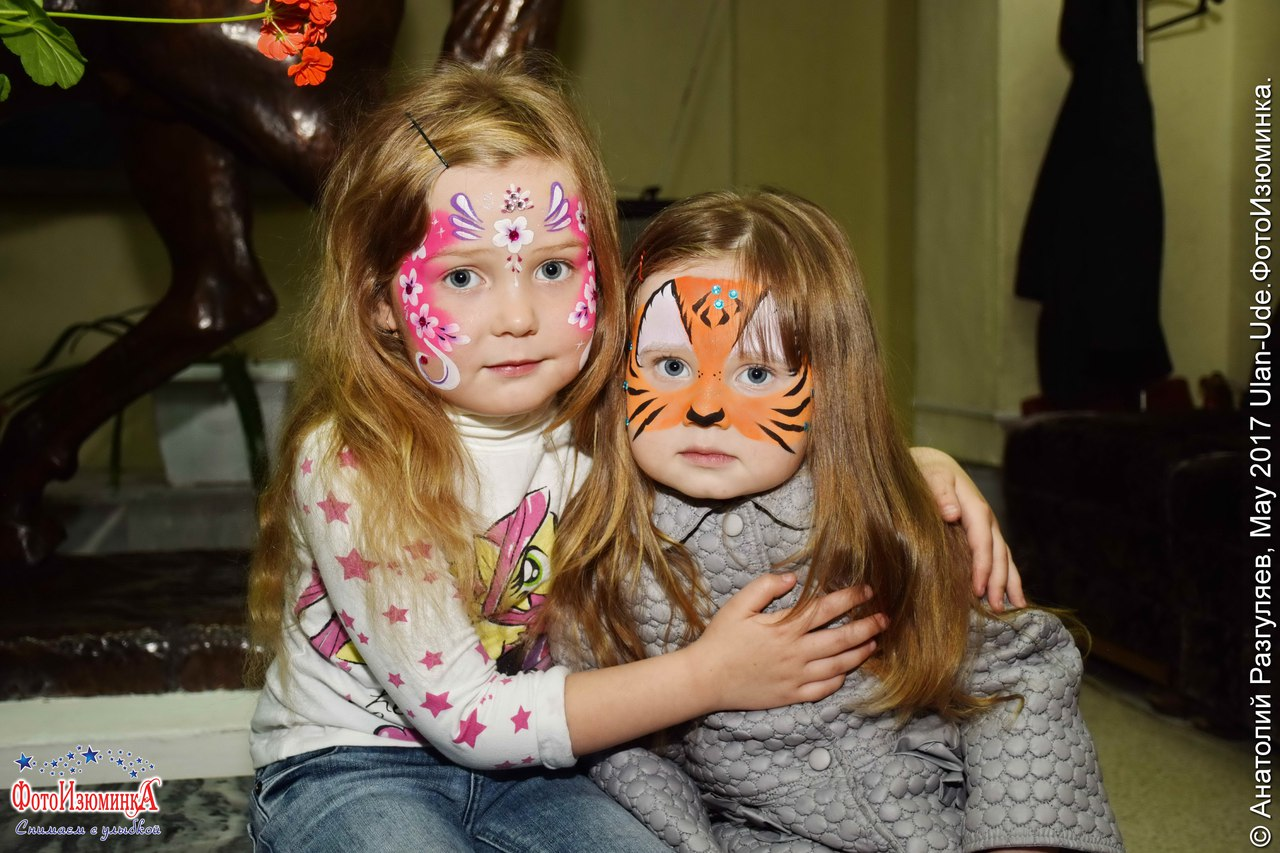 ФотоИзюминкА
Снимаем с улыбкой
© Анатолий Разгуляев, May 2017 Ulan-Ude.ФотоИзюминка.